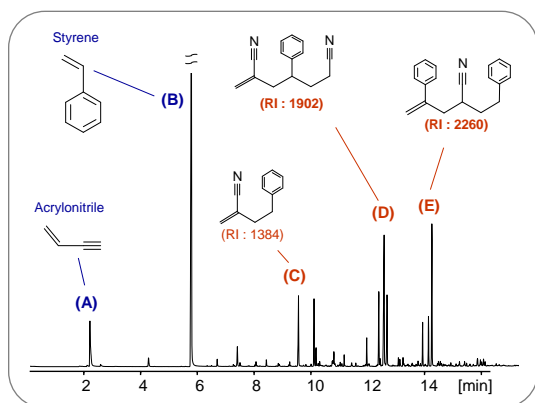 Styrene
(B)
Acrylonitrile
(A)
N
N
(RI : 1902)
N
(RI : 2260)
N
(RI : 1384)
(C)
(D)
(E)
2 4 6 8 10 12 14 [min]